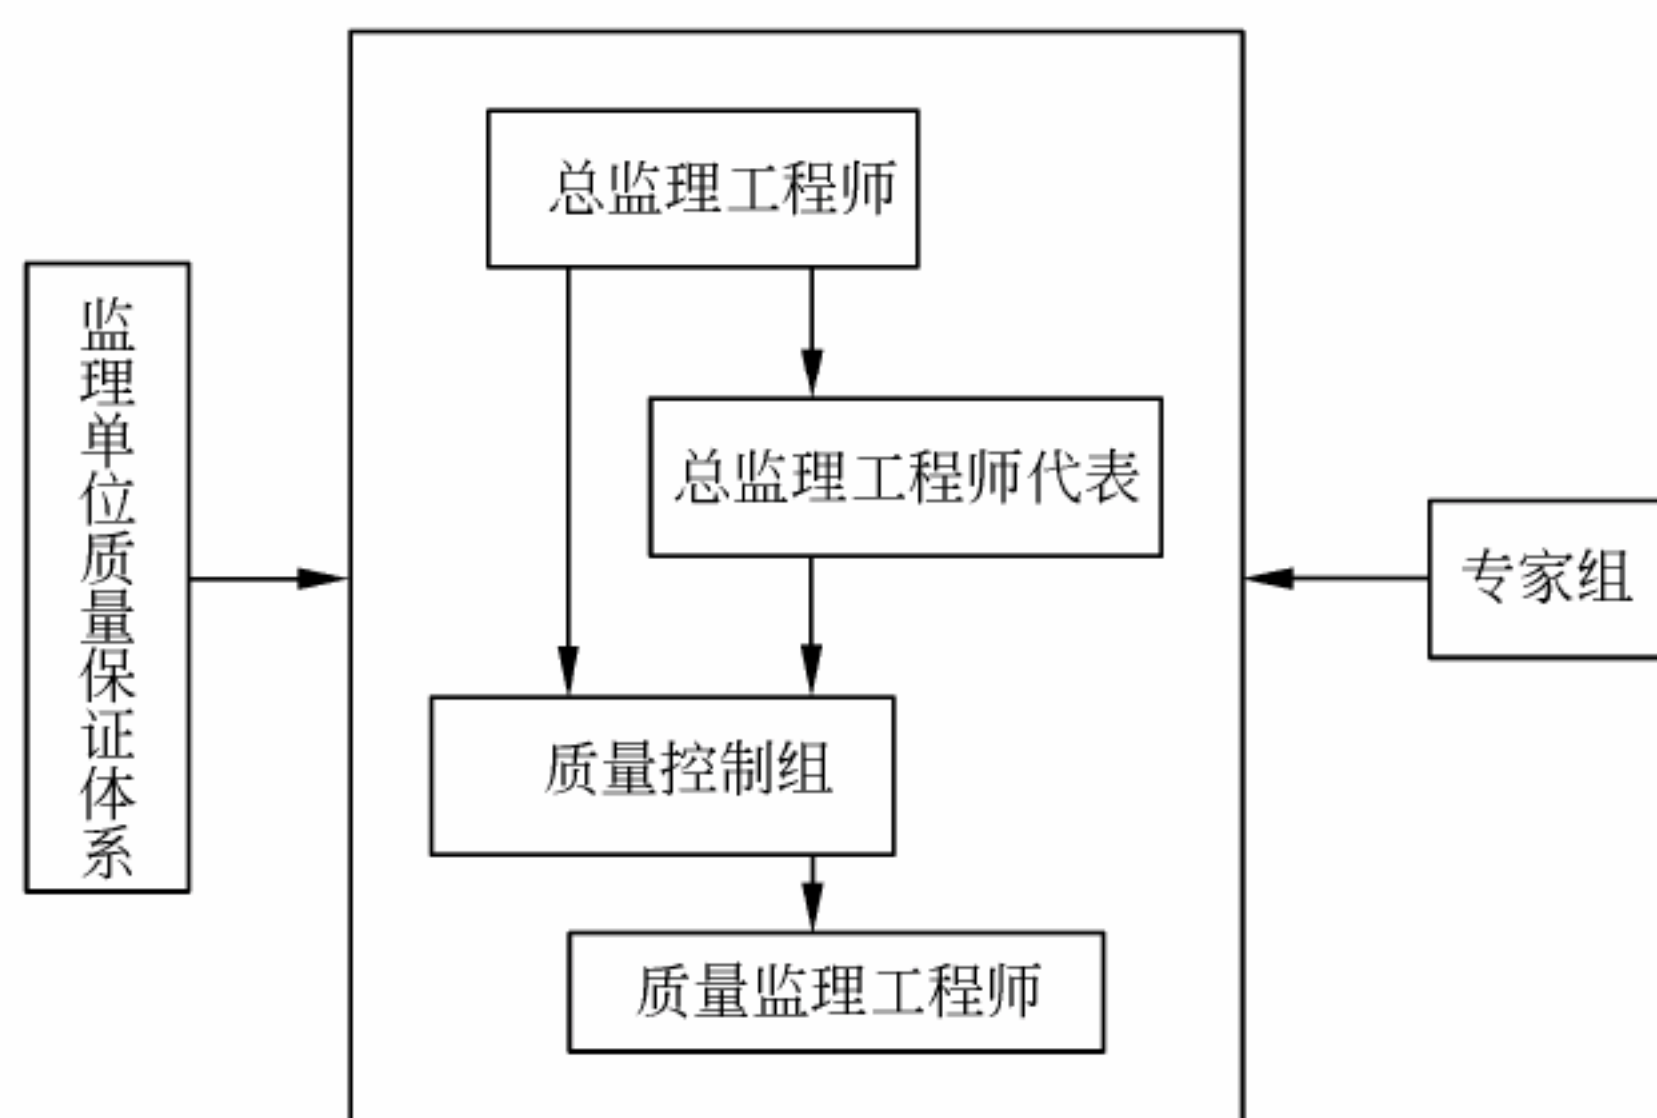 监理单位质量保证体系
总监理工程师
总监理工程师代表
质量控制组
质量监理工程师
专家组